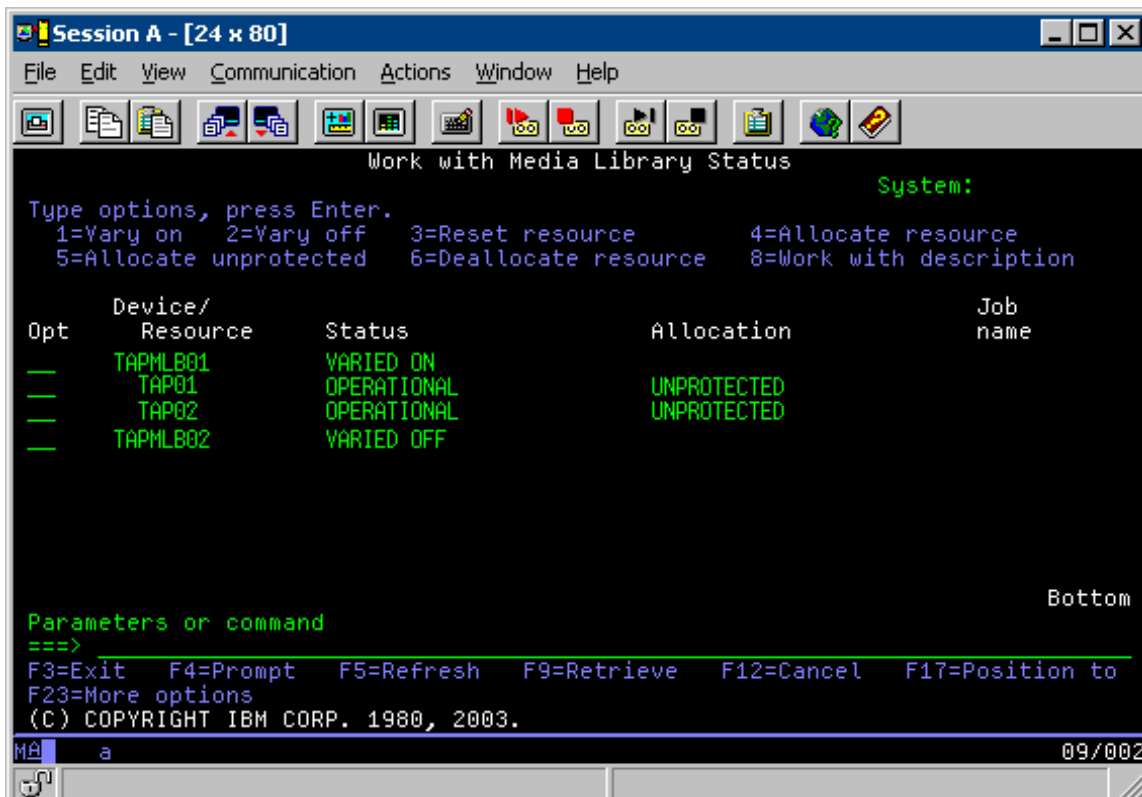 Session A - [24 x 80]
File Edit View Communication Actions Window Help
Work with Media Library Status
System:
Type options, press Enter.
1=Vary on 2=Vary off 3=Reset resource 4=Allocate resource
5=Allocate unprotected 6=Deallocate resource 8=Work with description
Device/ Job
Opt Resource Status Allocation name
TAPMLB01 VARIED ON
TAP01 OPERATIONAL UNPROTECTED
TAP02 OPERATIONAL UNPROTECTED
TAPMLB02 VARIED OFF
Bottom
Parameters or command
===>
F3=Exit F4=Prompt F5=Refresh F9=Retrieve F12=Cancel F17=Position to
F23=More options
(C) COPYRIGHT IBM CORP. 1980, 2003.
MA a 09/002